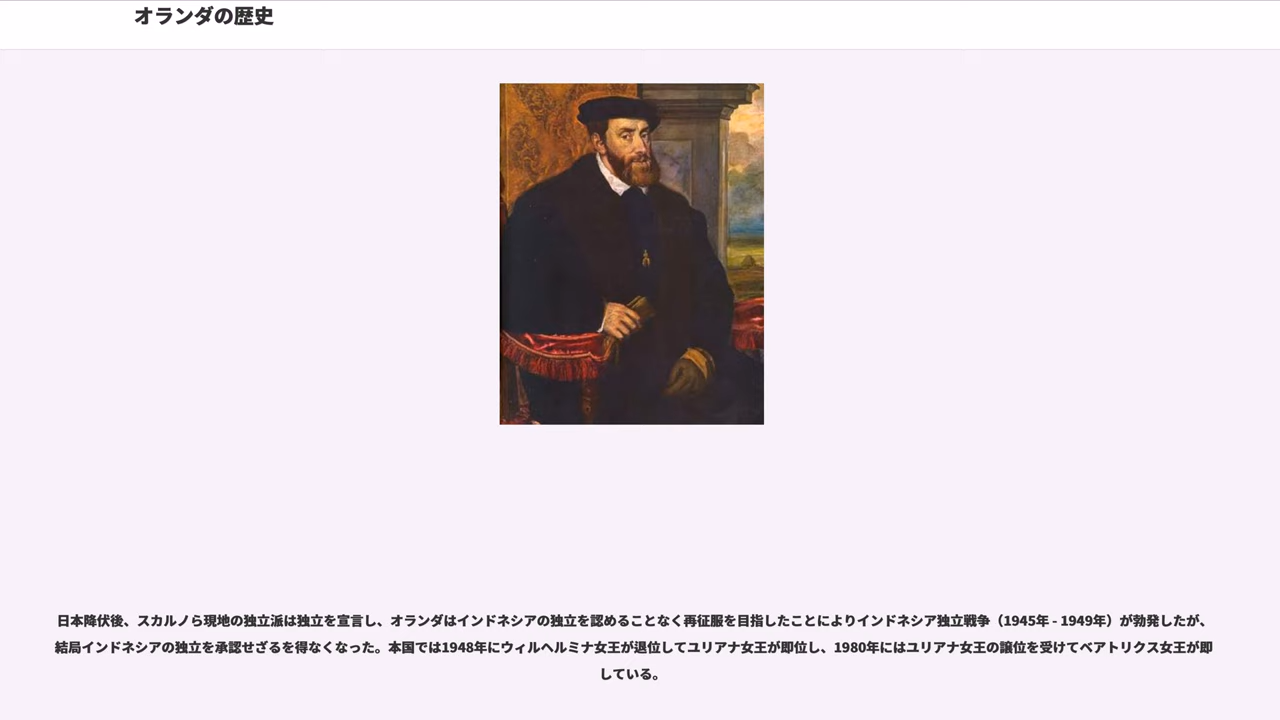 オランダの歴史
日本降伏後、スカルノら現地の独立派は独立を宣言し、オランダはインドネシアの独立を認めることなく再征服を目指したことによりインドネシア独立戦争（1945年 - 1949年）が勃発したが、
結局インドネシアの独立を承認せざるを得なくなった。本国では1948年にウィルヘルミナ女王が退位してユリアナ女王が即位し、1980年にはユリアナ女王の譲位を受けてベアトリクス女王が即
している。